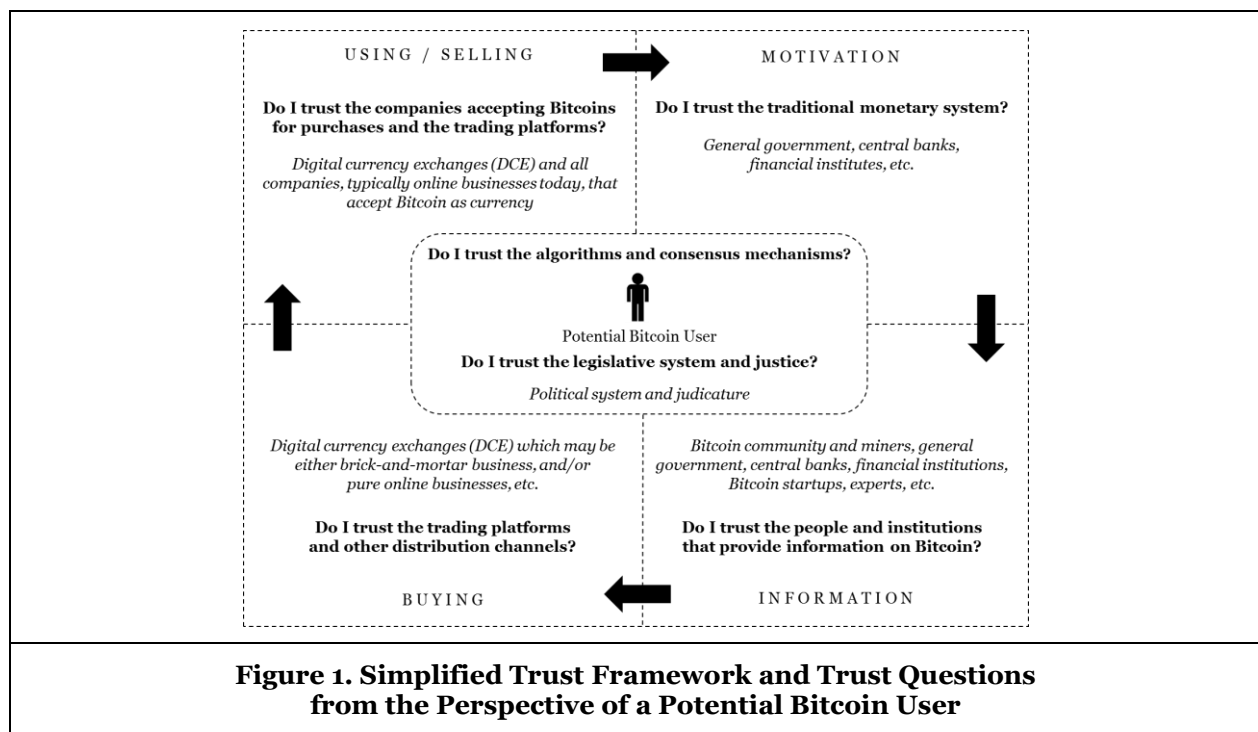 USING / SELLING
Do I trust the companies accepting Bitcoins
for purchases and the trading platforms?
Digital currency exchanges (DCE) and all
companies, typically online businesses today, that
accept Bitcoin as currency
MOTIVATION
Do I trust the traditional monetary system?
General government, central banks,
financial institutes, etc.
Do I trust the algorithms and consensus mechanisms?
Potential Bitcoin User
Do I trust the legislative system and justice?
Political system and judicature
Digital currency exchanges (DCE) which may be
either brick-and-mortar business, and/or
pure online businesses, etc.
Do I trust the trading platforms
and other distribution channels?
BUYING
Bitcoin community and miners, general
government, central banks, financial institutions,
Bitcoin startups, experts, etc.
Do I trust the people and institutions
that provide information on Bitcoin?
INFORMATION
Figure 1. Simplified Trust Framework and Trust Questions
from the Perspective of a Potential Bitcoin User